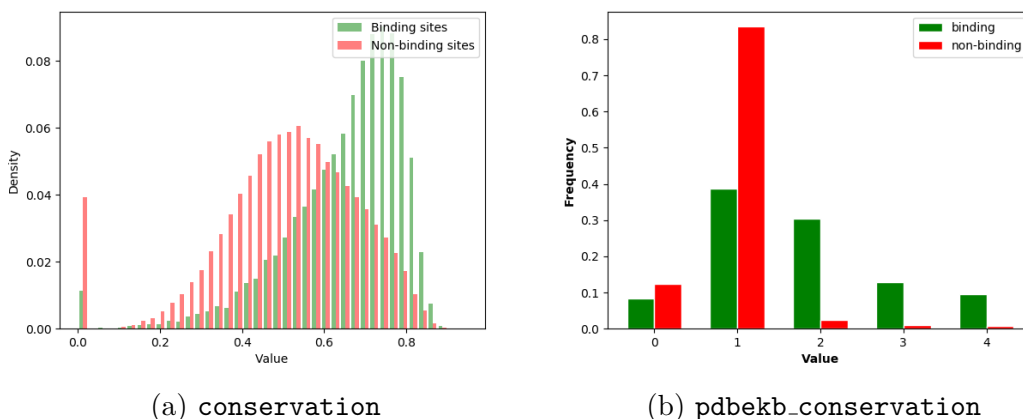 Binding sites
Non-binding sites
0.08
0.06
0.04
0.02
0.00
Density
0.0
0.2
0.4
0.6
0.8
Value
(a) conservation
binding
non-binding
0.8
0.7
0.6
0.5
0.4
0.3
0.2
0.1
0.0
Frequency
0
1
2
3
4
Value
(b) pdbekb_conservation